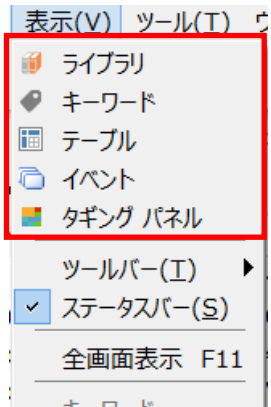 表示(V) ツール(T)
ライブラリ
キーワード
テーブル
イベント
タギング パネル
ツールバー(T)
ステータスバー(S)
全画面表示 F11